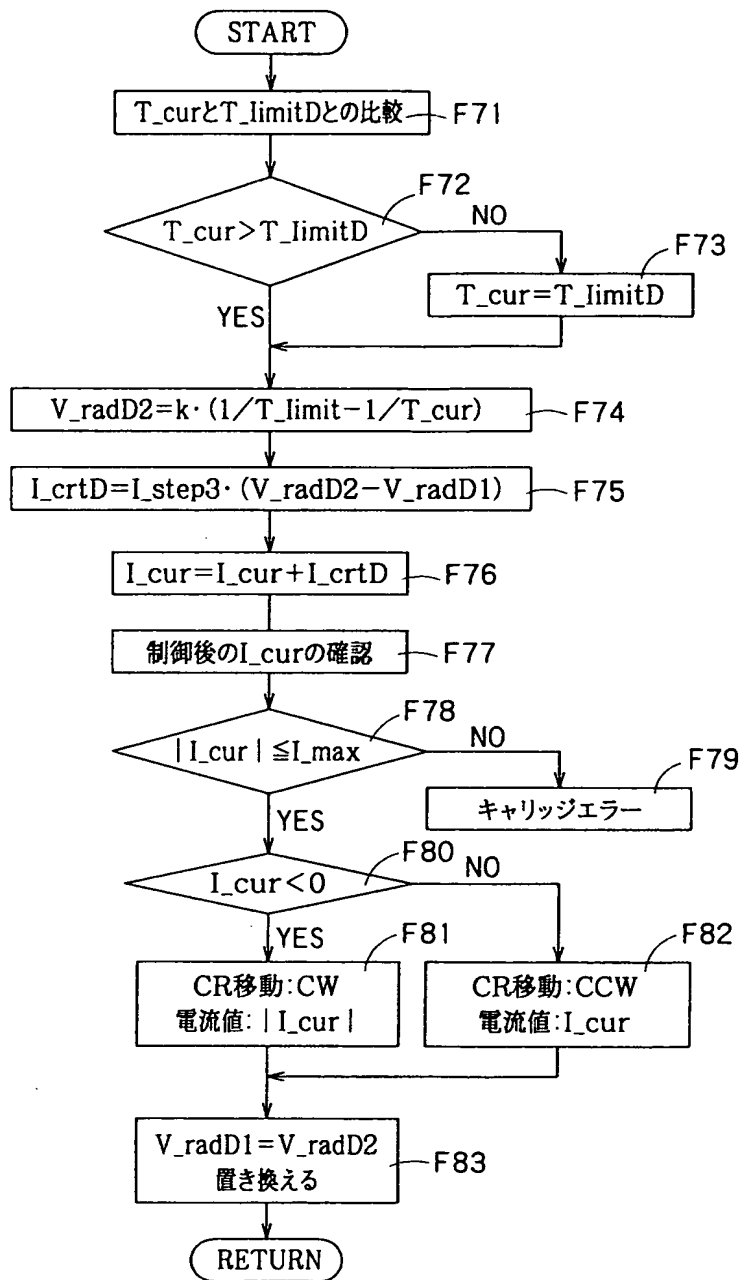 START
T_curとT_limitDとの比較 F71
F72
T_cur>T_limitD
NO
F73
T_cur=T_limitD
YES
V_radD2=k·(1/T_limit-1/T_cur) F74
I_crtD=I_step3·(V_radD2-V_radD1) F75
I_cur=I_cur+I_crtD F76
制御後のI_curの確認 F77
F78
|I_cur|≦I_max
NO
F79
キャリッジエラー
YES
F80
I_cur<0
NO
YES
F81
CR移動:CW
電流値:|I_cur|
F82
CR移動:CCW
電流値:I_cur
V_radD1=V_radD2
置き換える
F83
RETURN